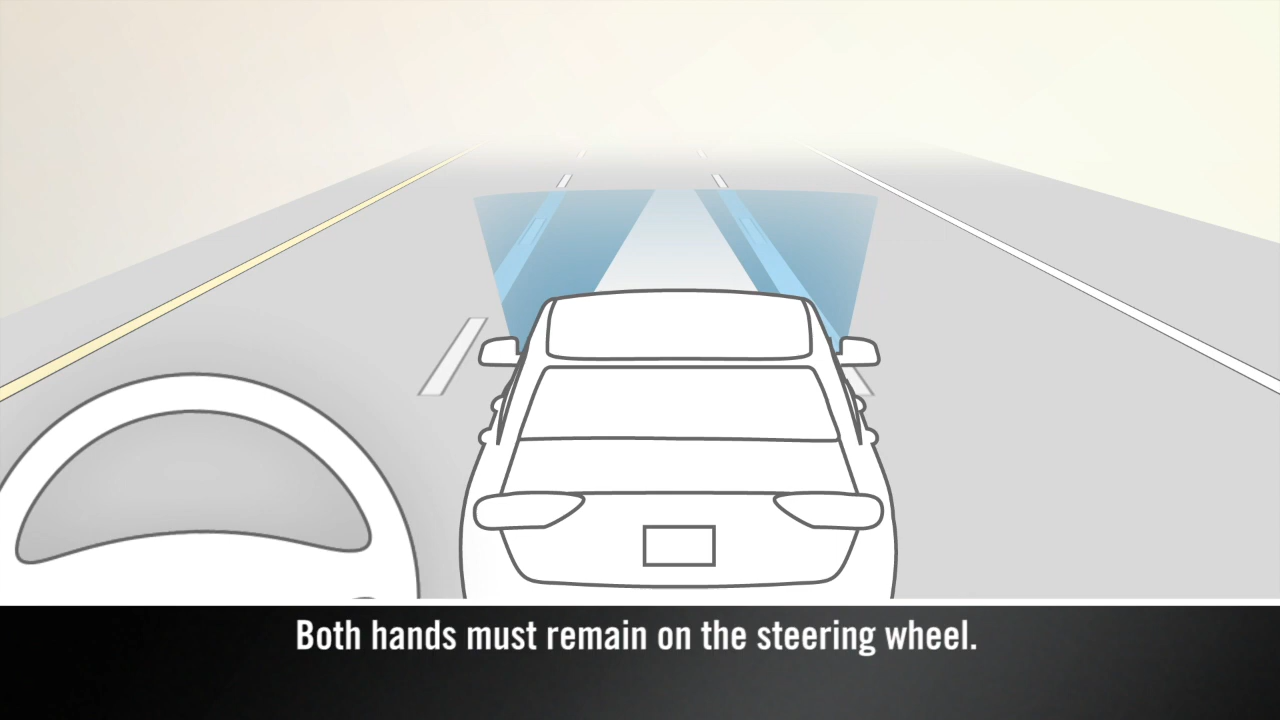 Both hands must remain on the steering wheel.